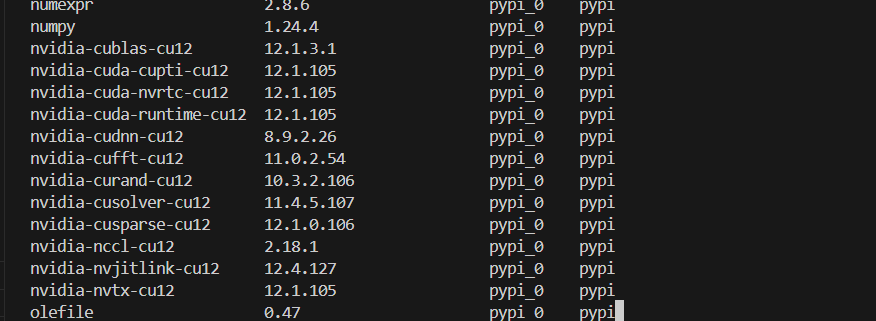 numexpr 2.8.6 pypi_0 pypi
numpy 1.24.4 pypi_0 pypi
nvidia-cublas-cu12 12.1.3.1 pypi_0 pypi
nvidia-cuda-cupti-cu12 12.1.105 pypi_0 pypi
nvidia-cuda-nvrtc-cu12 12.1.105 pypi_0 pypi
nvidia-cuda-runtime-cu12 12.1.105 pypi_0 pypi
nvidia-cudnn-cu12 8.9.2.26 pypi_0 pypi
nvidia-cufft-cu12 11.0.2.54 pypi_0 pypi
nvidia-curand-cu12 10.3.2.106 pypi_0 pypi
nvidia-cusolver-cu12 11.4.5.107 pypi_0 pypi
nvidia-cusparse-cu12 12.1.0.106 pypi_0 pypi
nvidia-nccl-cu12 2.18.1 pypi_0 pypi
nvidia-nvjitlink-cu12 12.4.127 pypi_0 pypi
nvidia-nvtx-cu12 12.1.105 pypi_0 pypi
olefile 0.47 pypi_0 pypi